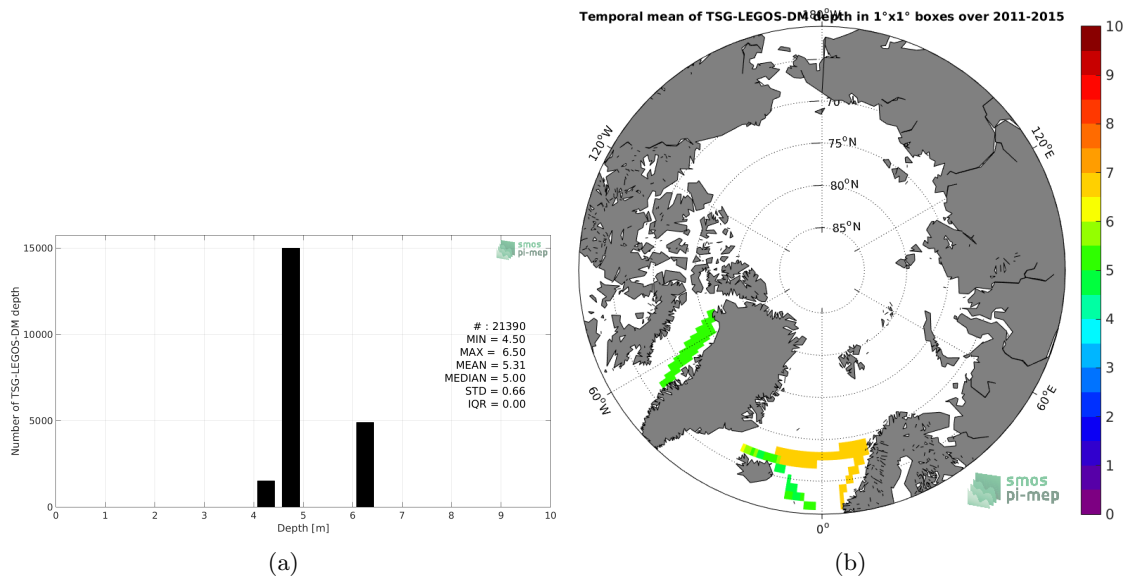 15000
10000
5000
0
Number of TSG-LEGOS-DM depth
smos
pi-mep
# : 21390
MIN = 4.50
MAX = 6.50
MEAN = 5.31
MEDIAN = 5.00
STD = 0.66
IQR = 0.00
0 1 2 3 4 5 6 7 8 9 10
Depth [m]
(a)
Temporal mean of TSG-LEGOS-DM depth in 1°x1° boxes over 2011-2015
180°W
120°W
120°E
70
75°N
80°N
85°N
60°W
60°E
0°
smos
pi-mep
10
9
8
7
6
5
4
3
2
1
0
(b)